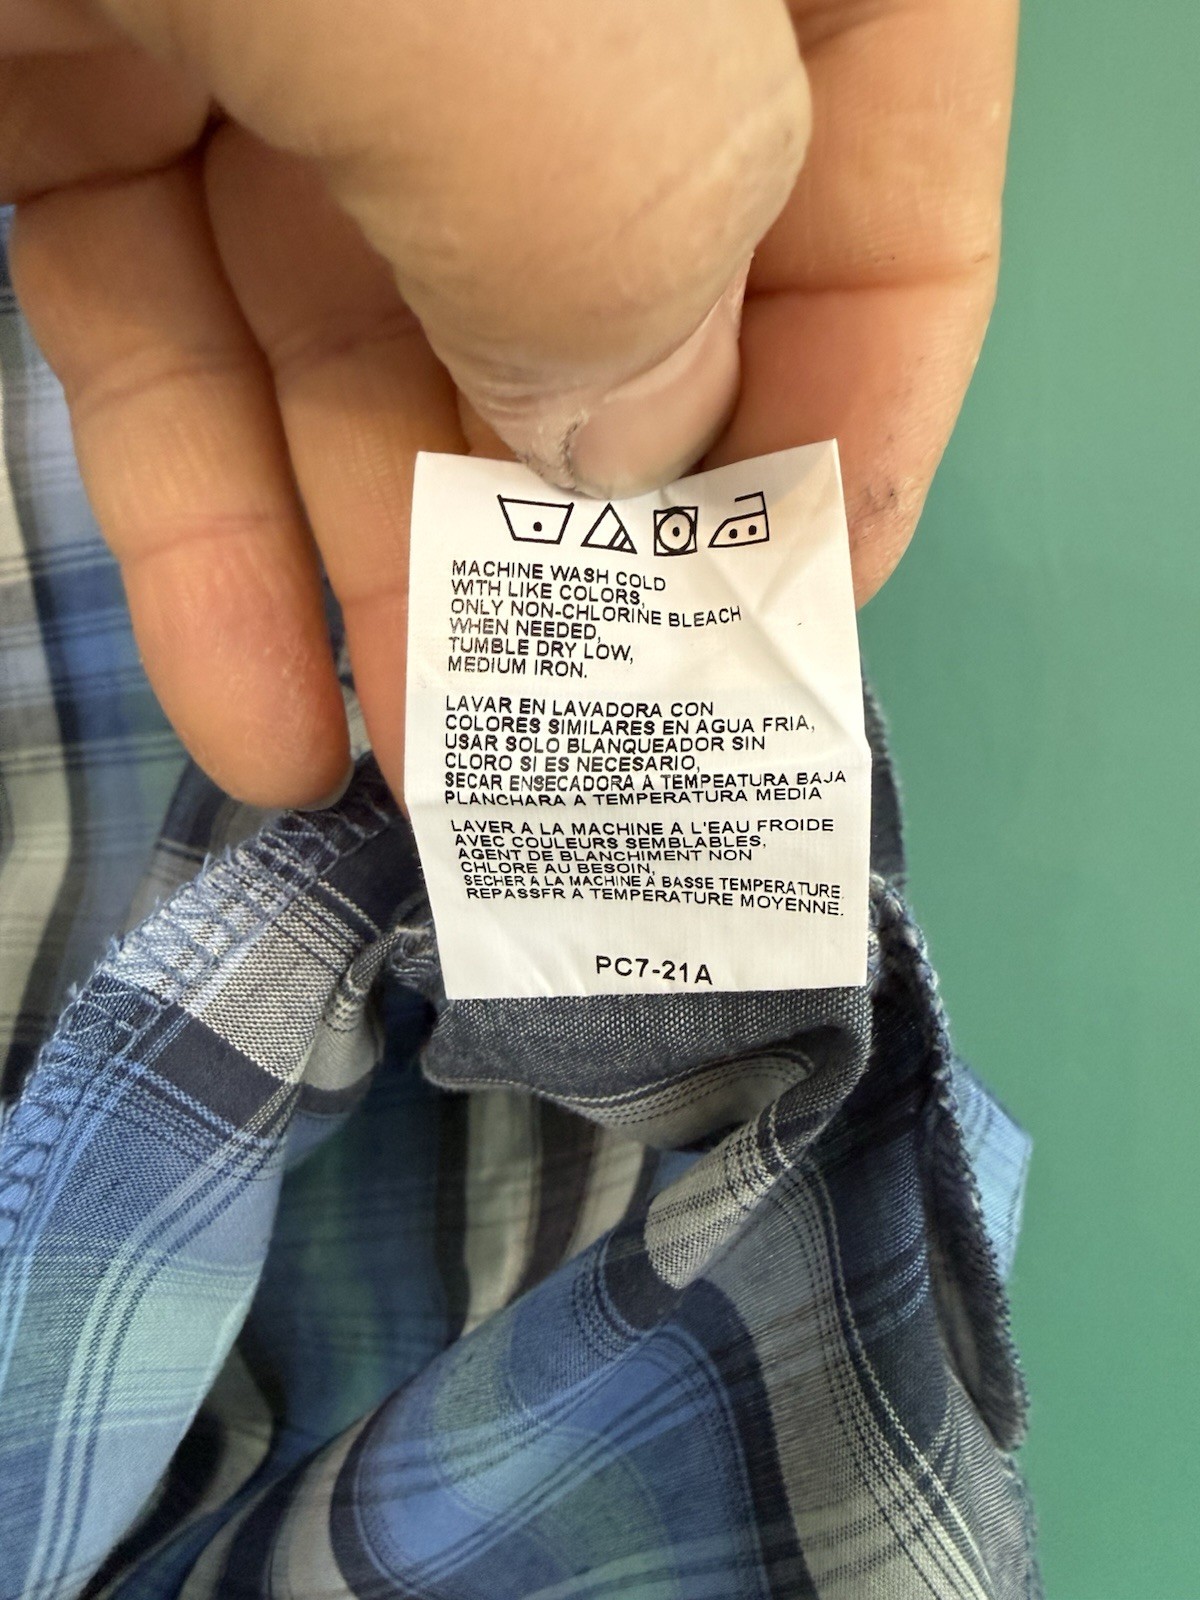 MACHINE WASH COLD
WITH LIKE COLORS,
ONLY NON-CHLORINE BLEACH
WHEN NEEDED,
TUMBLE DRY LOW,
MEDIUM IRON.
LAVAR EN LAVADORA CON
COLORES SIMILARES EN AGUA FRIA,
USAR SOLO BLANQUEADOR SIN
CLORO SI ES NECESARIO,
SECAR ENSECADORA A TEMPEATURA BAJA
PLANCHARA A TEMPERATURA MEDIA
LAVER A LA MACHINE A L'EAU FROIDE
AVEC COULEURS SEMBLABLES,
AGENT DE BLANCHIMENT NON
CHLORE AU BESOIN,
SECHER A LA MACHINE A BASSE TEMPERATURE
REPASSFR A TEMPERATURE MOYENNE.
PC7-21A